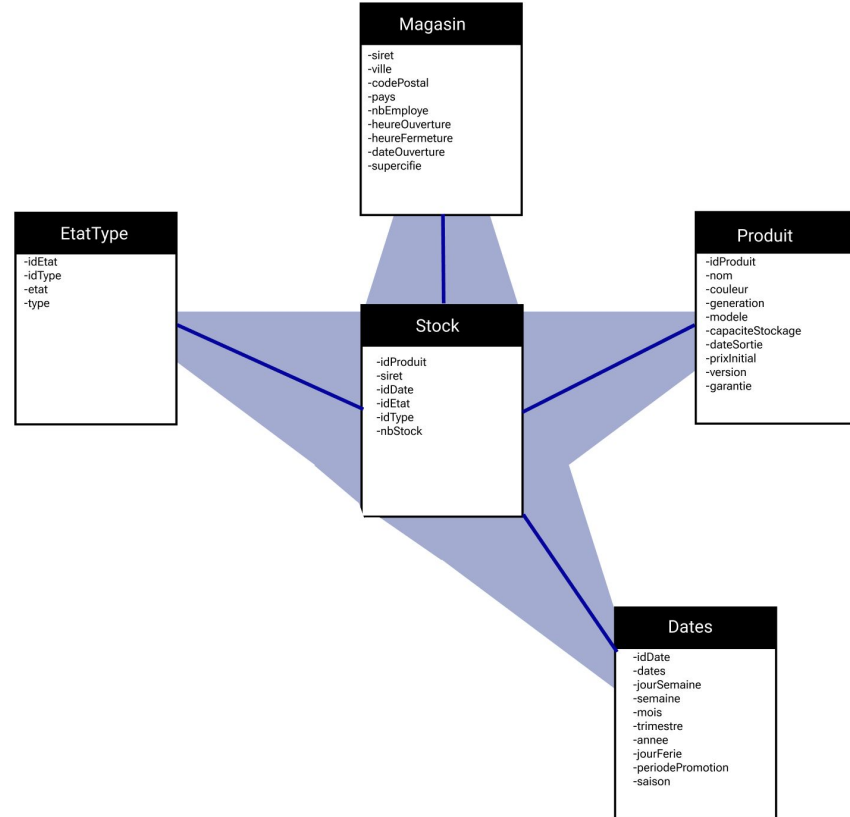 Magasin
-siret
-ville
-codePostal
-pays
-nbEmploye
-heureOuverture
-heureFermeture
-dateOuverture
-supercifie
EtatType
-idEtat
-idType
-etat
-type
Produit
-idProduit
-nom
-couleur
-generation
-modele
-capaciteStockage
-dateSortie
-prixInitial
-version
-garantie
Stock
-idProduit
-siret
-idDate
-idEtat
-idType
-nbStock
Dates
-idDate
-dates
-jourSemaine
-semaine
-mois
-trimestre
-annee
-jourFerie
-periodePromotion
-saison